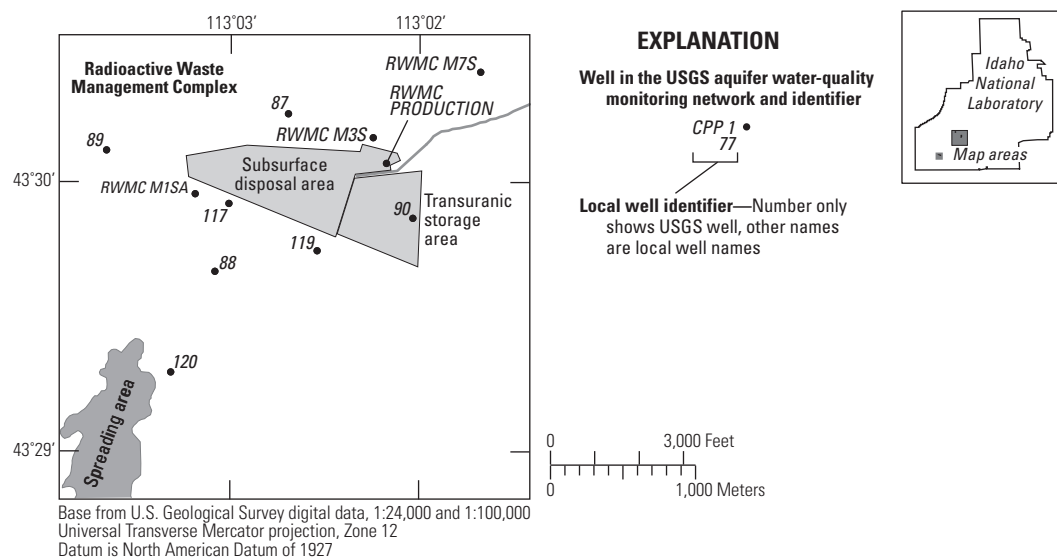 113°03'
113°02'
Radioactive Waste
Management Complex
RWMC M7S
RWMC
PRODUCTION
87
RWMC M3S
89
Subsurface
disposal area
43°30'
RWMC M1SA
117
90
Transuranic
storage
area
119
88
120
Spreading area
43°29'
Base from U.S. Geological Survey digital data, 1:24,000 and 1:100,000
Universal Transverse Mercator projection, Zone 12
Datum is North American Datum of 1927
EXPLANATION
Well in the USGS aquifer water-quality
monitoring network and identifier
CPP 1
77
Local well identifier—Number only
shows USGS well, other names
are local well names
0
3,000 Feet
0
1,000 Meters
Idaho
National
Laboratory
Map areas